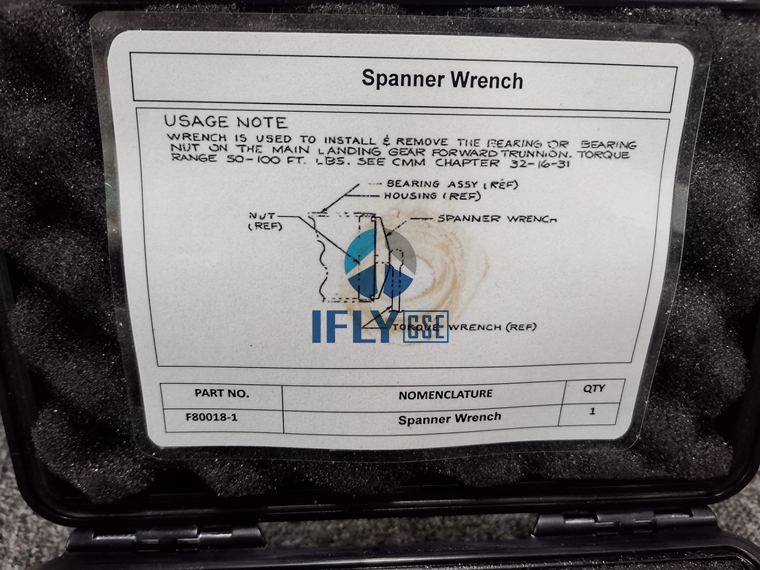 Spanner Wrench
USAGE NOTE
WRENCH IS USED TO INSTALL & REMOVE THE BEARING OR BEARING
NUT ON THE MAIN LANDING GEAR FORWARD TRUNNION. TORQUE
RANGE 50-100 FT. LBS. SEE CMM CHAPTER 32-16-31
BEARING ASSY (REF)
HOUSING (REF)
NUT
(REF)
SPANNER WRENCH
IFLY GSE
TORQUE WRENCH (REF)
PART NO. NOMENCLATURE QTY
F80018-1 Spanner Wrench 1